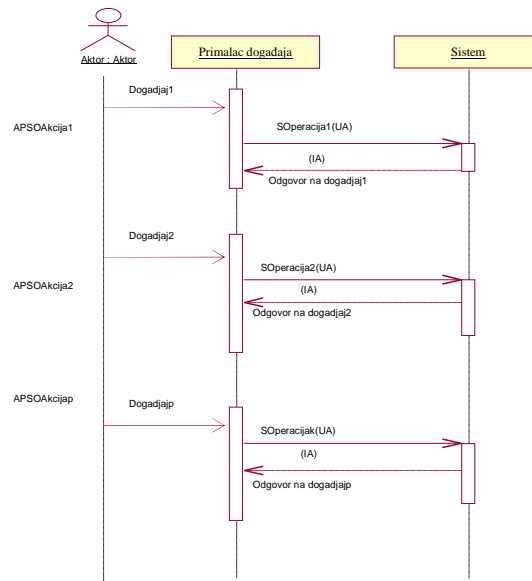 Aktor : Aktor
Primalac događaja
Sistem
Dogadjaj1
APSOAkcija1
SOperacija1(UA)
(IA)
Odgovor na dogadjaj1
Dogadjaj2
APSOAkcija2
SOperacija2(UA)
(IA)
Odgovor na dogadjaj2
APSOAkcijap
Dogadjajp
SOperacijak(UA)
(IA)
Odgovor na dogadjajp